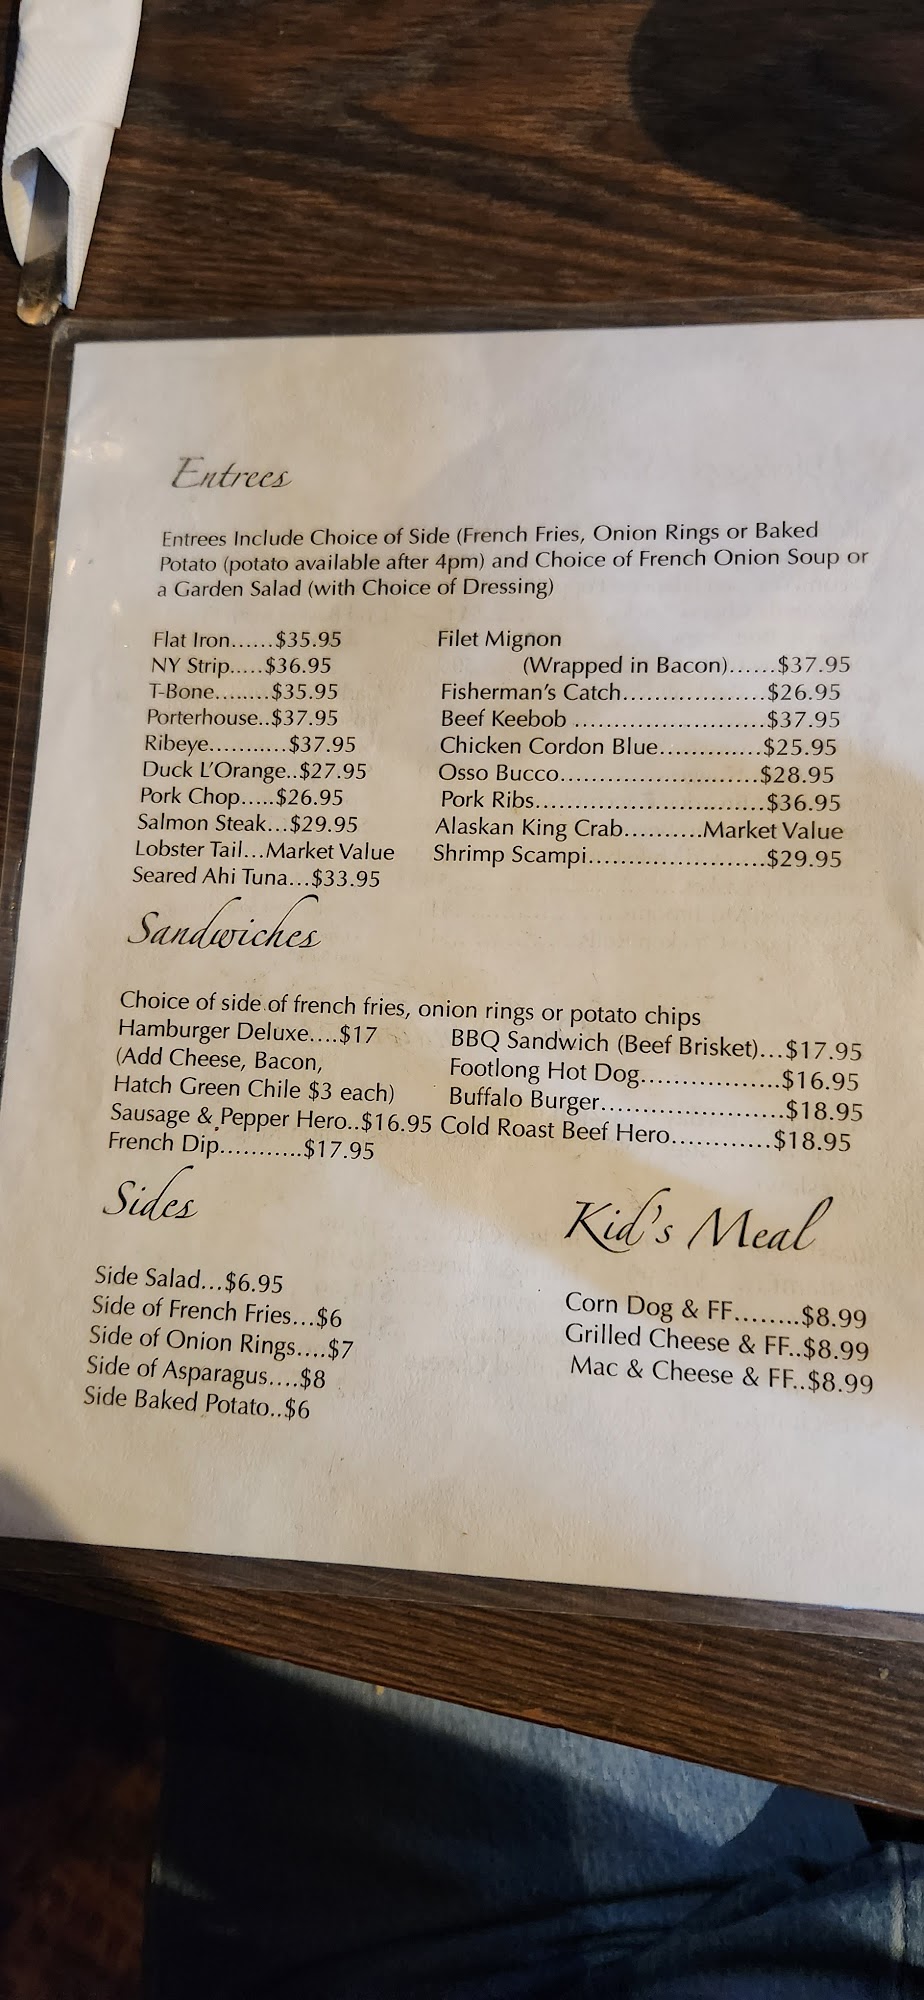 Entrees
Entrees Include Choice of Side (French Fries, Onion Rings or Baked
Potato (potato available after 4pm) and Choice of French Onion Soup or
a Garden Salad (with Choice of Dressing)
Flat Iron......$35.95
NY Strip.....$36.95
T-Bone........$35.95
Porterhouse..$37.95
Ribeye...........$37.95
Duck L'Orange..$27.95
Pork Chop.....$26.95
Salmon Steak...$29.95
Lobster Tail...Market Value
Seared Ahi Tuna...$33.95
Filet Mignon
(Wrapped in Bacon)......$37.95
Fisherman's Catch..................$26.95
Beef Keebob ........................$37.95
Chicken Cordon Blue.............$25.95
Osso Bucco.........................$28.95
Pork Ribs.............................$36.95
Alaskan King Crab..........Market Value
Shrimp Scampi.......................$29.95
Sandwiches
Choice of side of french fries, onion rings or potato chips
Hamburger Deluxe....$17
(Add Cheese, Bacon,
Hatch Green Chile $3 each)
Sausage & Pepper Hero..$16.95
French Dip...........$17.95
BBQ Sandwich (Beef Brisket)...$17.95
Footlong Hot Dog..................$16.95
Buffalo Burger.......................$18.95
Cold Roast Beef Hero............$18.95
Sides
Side Salad...$6.95
Side of French Fries...$6
Side of Onion Rings....$7
Side of Asparagus....$8
Side Baked Potato..$6
Kid's Meal
Corn Dog & FF........$8.99
Grilled Cheese & FF..$8.99
Mac & Cheese & FF..$8.99